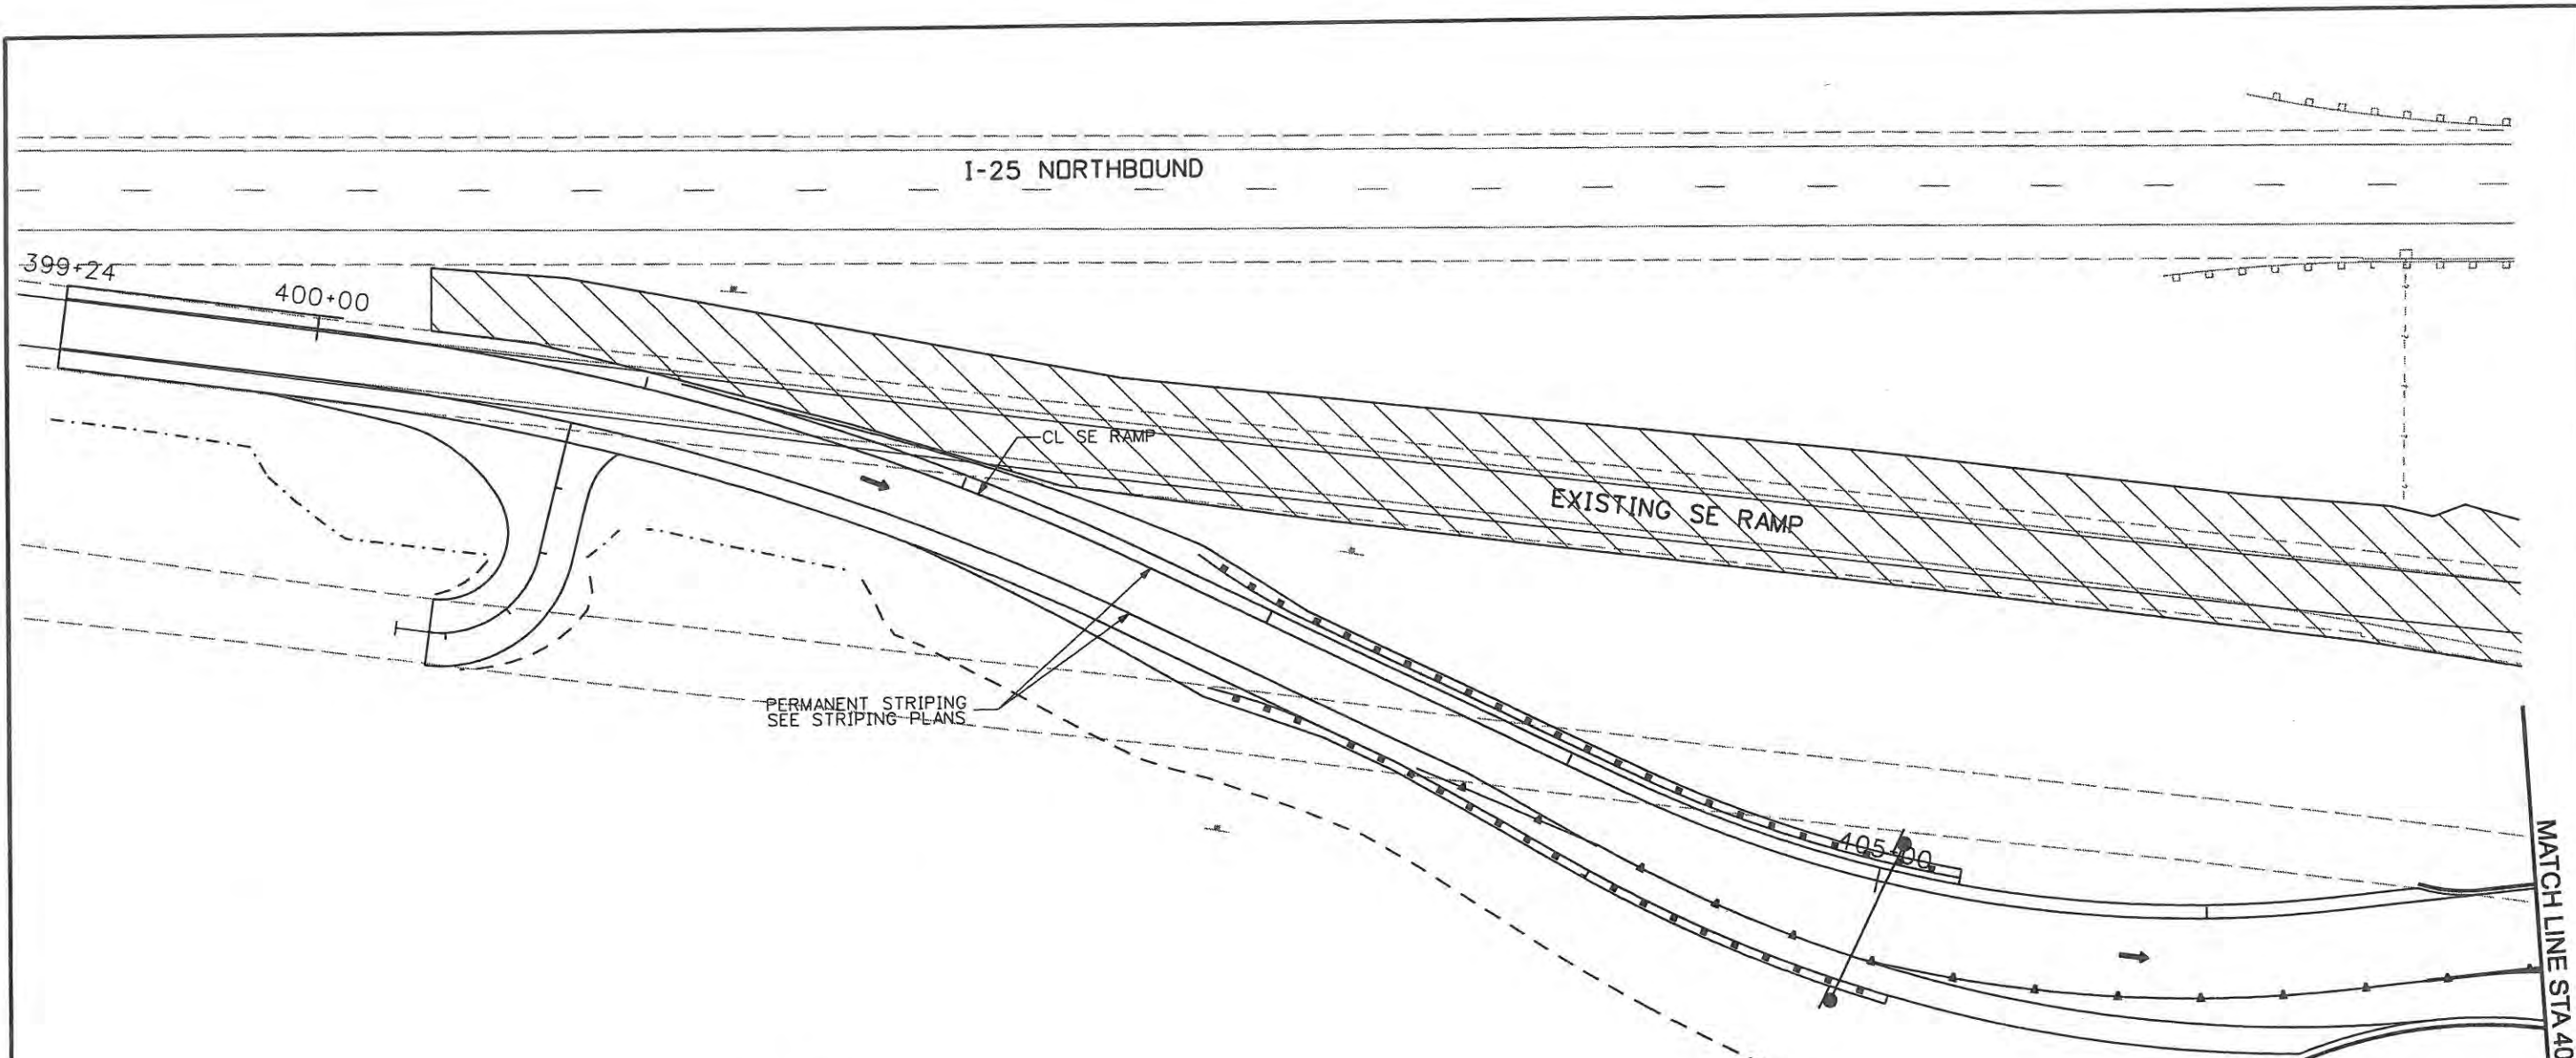 I-25 NORTHBOUND
399+24
400+00
CL SE RAMP
EXISTING SE RAMP
PERMANENT STRIPING
SEE STRIPING PLANS
405+00
MATCH LINE STA 40